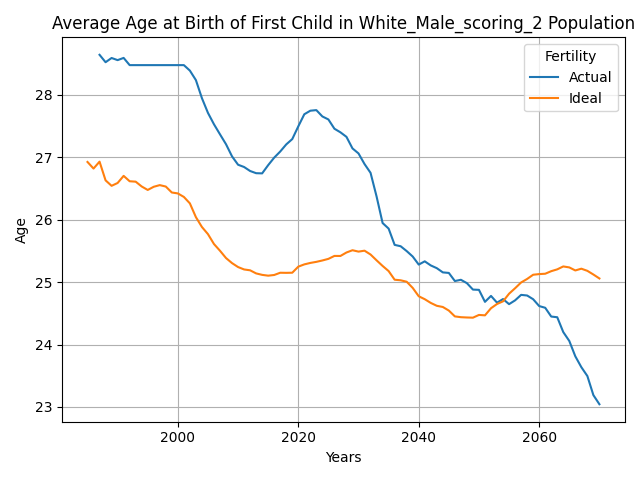 Average Age at Birth of First Child in White_Male_scoring_2 Population
Fertility
Actual
Ideal
Age
28
27
26
25
24
23
2000 2020 2040 2060
Years